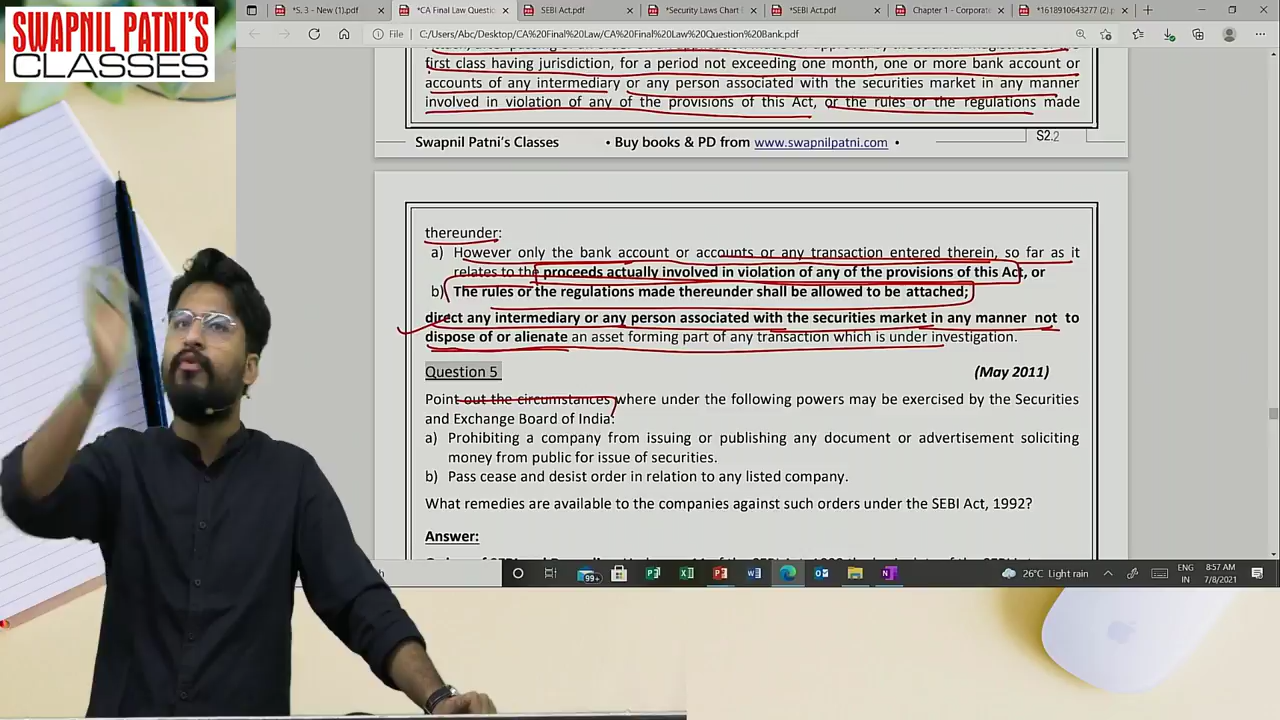 SWAPNIL PATNI'S
CLASSES
*S. 3 - New (1).pdf
*CA Final Law Questio
SEBI Act.pdf
*Security Laws Chart
*SEBI Act.pdf
Chapter 1 - Corporat
*1618910643277 (2).p
File
C:/Users/Abc/Desktop/CA%20Final%20Law/CA%20Final%20Law%20Question%20Bank.pdf
first class having jurisdiction, for a period not exceeding one month, one or more bank account or
accounts of any intermediary or any person associated with the securities market in any manner
involved in violation of any of the provisions of this Act, or the rules or the regulations made
Swapnil Patni's Classes • Buy books & PD from www.swapnilpatni.com •
S2.2
thereunder:
a) However only the bank account or accounts or any transaction entered therein, so far as it
relates to the proceeds actually involved in violation of any of the provisions of this Act, or
b) The rules or the regulations made thereunder shall be allowed to be attached;
direct any intermediary or any person associated with the securities market in any manner not to
dispose of or alienate an asset forming part of any transaction which is under investigation.
Question 5 (May 2011)
Point out the circumstances where under the following powers may be exercised by the Securities
and Exchange Board of India:
a) Prohibiting a company from issuing or publishing any document or advertisement soliciting
money from public for issue of securities.
b) Pass cease and desist order in relation to any listed company.
What remedies are available to the companies against such orders under the SEBI Act, 1992?
Answer:
99+
26°C Light rain
ENG
IN
8:57 AM
7/8/2021